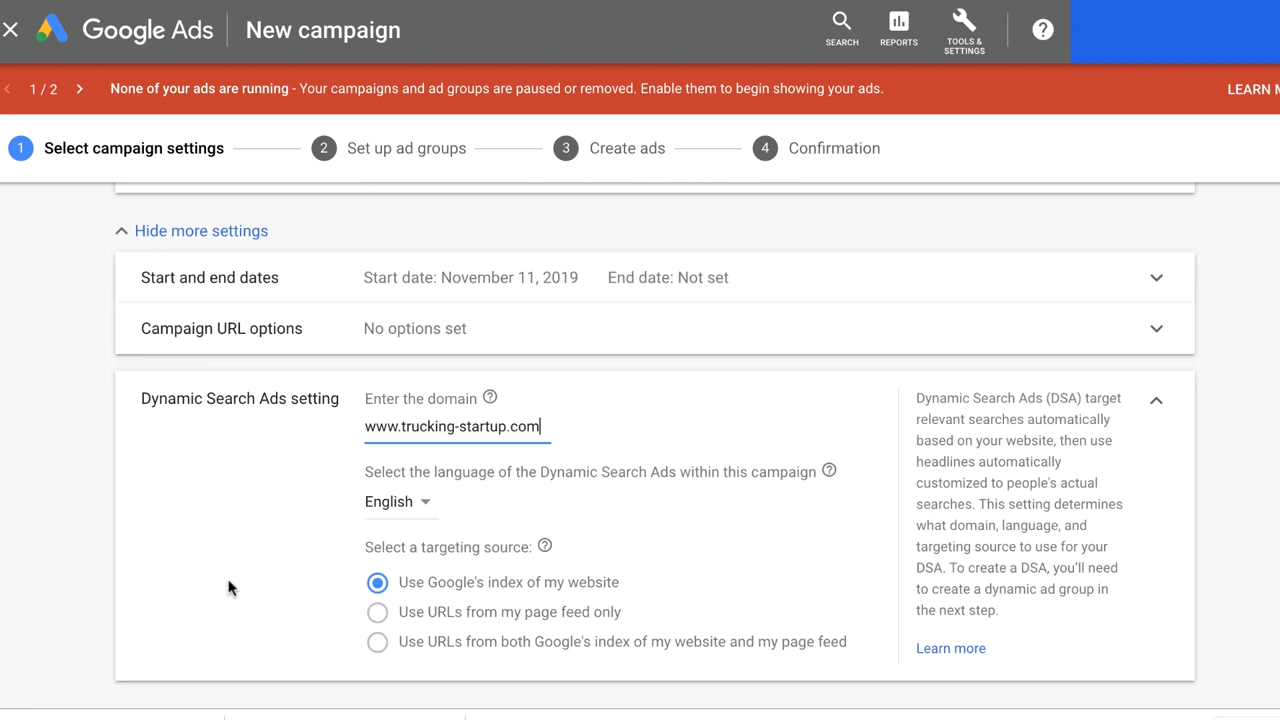 Google Ads
New campaign
SEARCH
REPORTS
TOOLS &
SETTINGS
1 / 2
None of your ads are running - Your campaigns and ad groups are paused or removed. Enable them to begin showing your ads.
LEARN M
1 Select campaign settings
2 Set up ad groups
3 Create ads
4 Confirmation
Hide more settings
Start and end dates
Start date: November 11, 2019
End date: Not set
Campaign URL options
No options set
Dynamic Search Ads setting
Enter the domain
www.trucking-startup.com
Select the language of the Dynamic Search Ads within this campaign
English
Select a targeting source:
Use Google's index of my website
Use URLs from my page feed only
Use URLs from both Google's index of my website and my page feed
Dynamic Search Ads (DSA) target
relevant searches automatically
based on your website, then use
headlines automatically
customized to people's actual
searches. This setting determines
what domain, language, and
targeting source to use for your
DSA. To create a DSA, you'll need
to create a dynamic ad group in
the next step.
Learn more